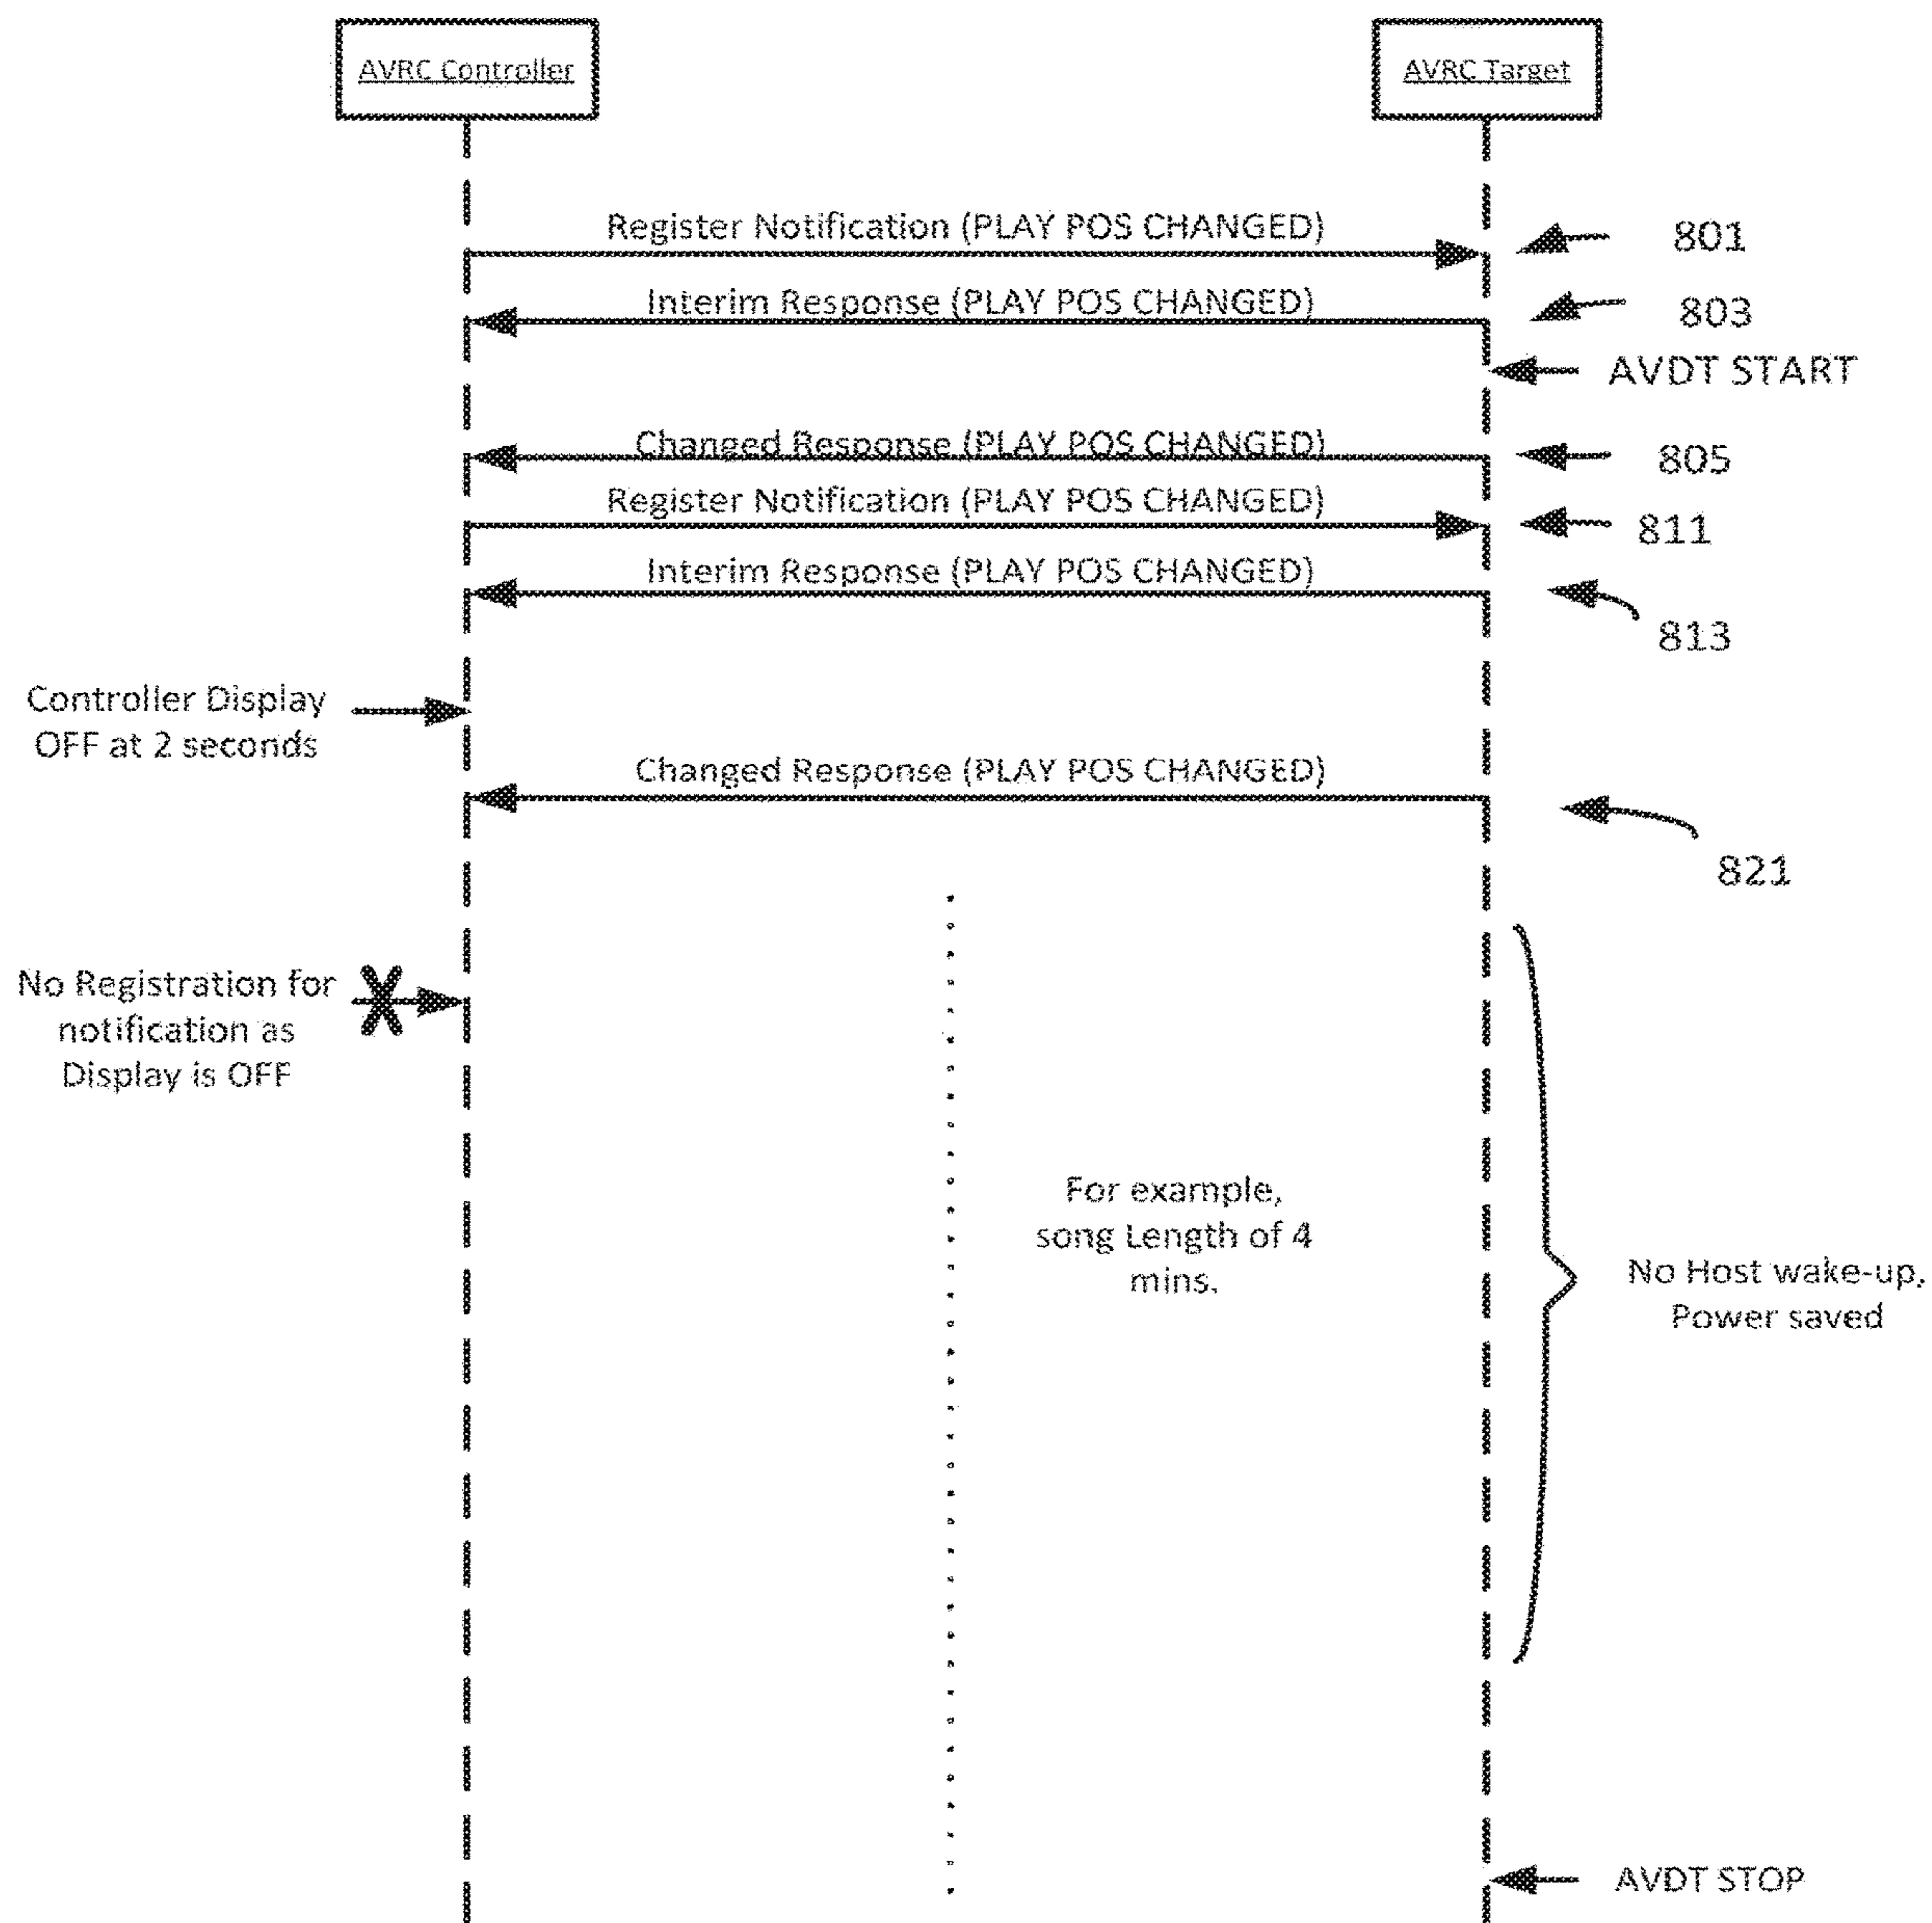 AVRC Controller
AVRC Target
Register Notification (PLAY POS CHANGED)
801
Interim Response (PLAY POS CHANGED)
803
AVDT START
Changed Response (PLAY POS CHANGED)
805
Register Notification (PLAY POS CHANGED)
811
Interim Response (PLAY POS CHANGED)
813
Controller Display
OFF at 2 seconds
Changed Response (PLAY POS CHANGED)
821
No Registration for
notification as
Display is OFF
X
For example,
song Length of 4
mins.
No Host wake-up,
Power saved
AVDT STOP